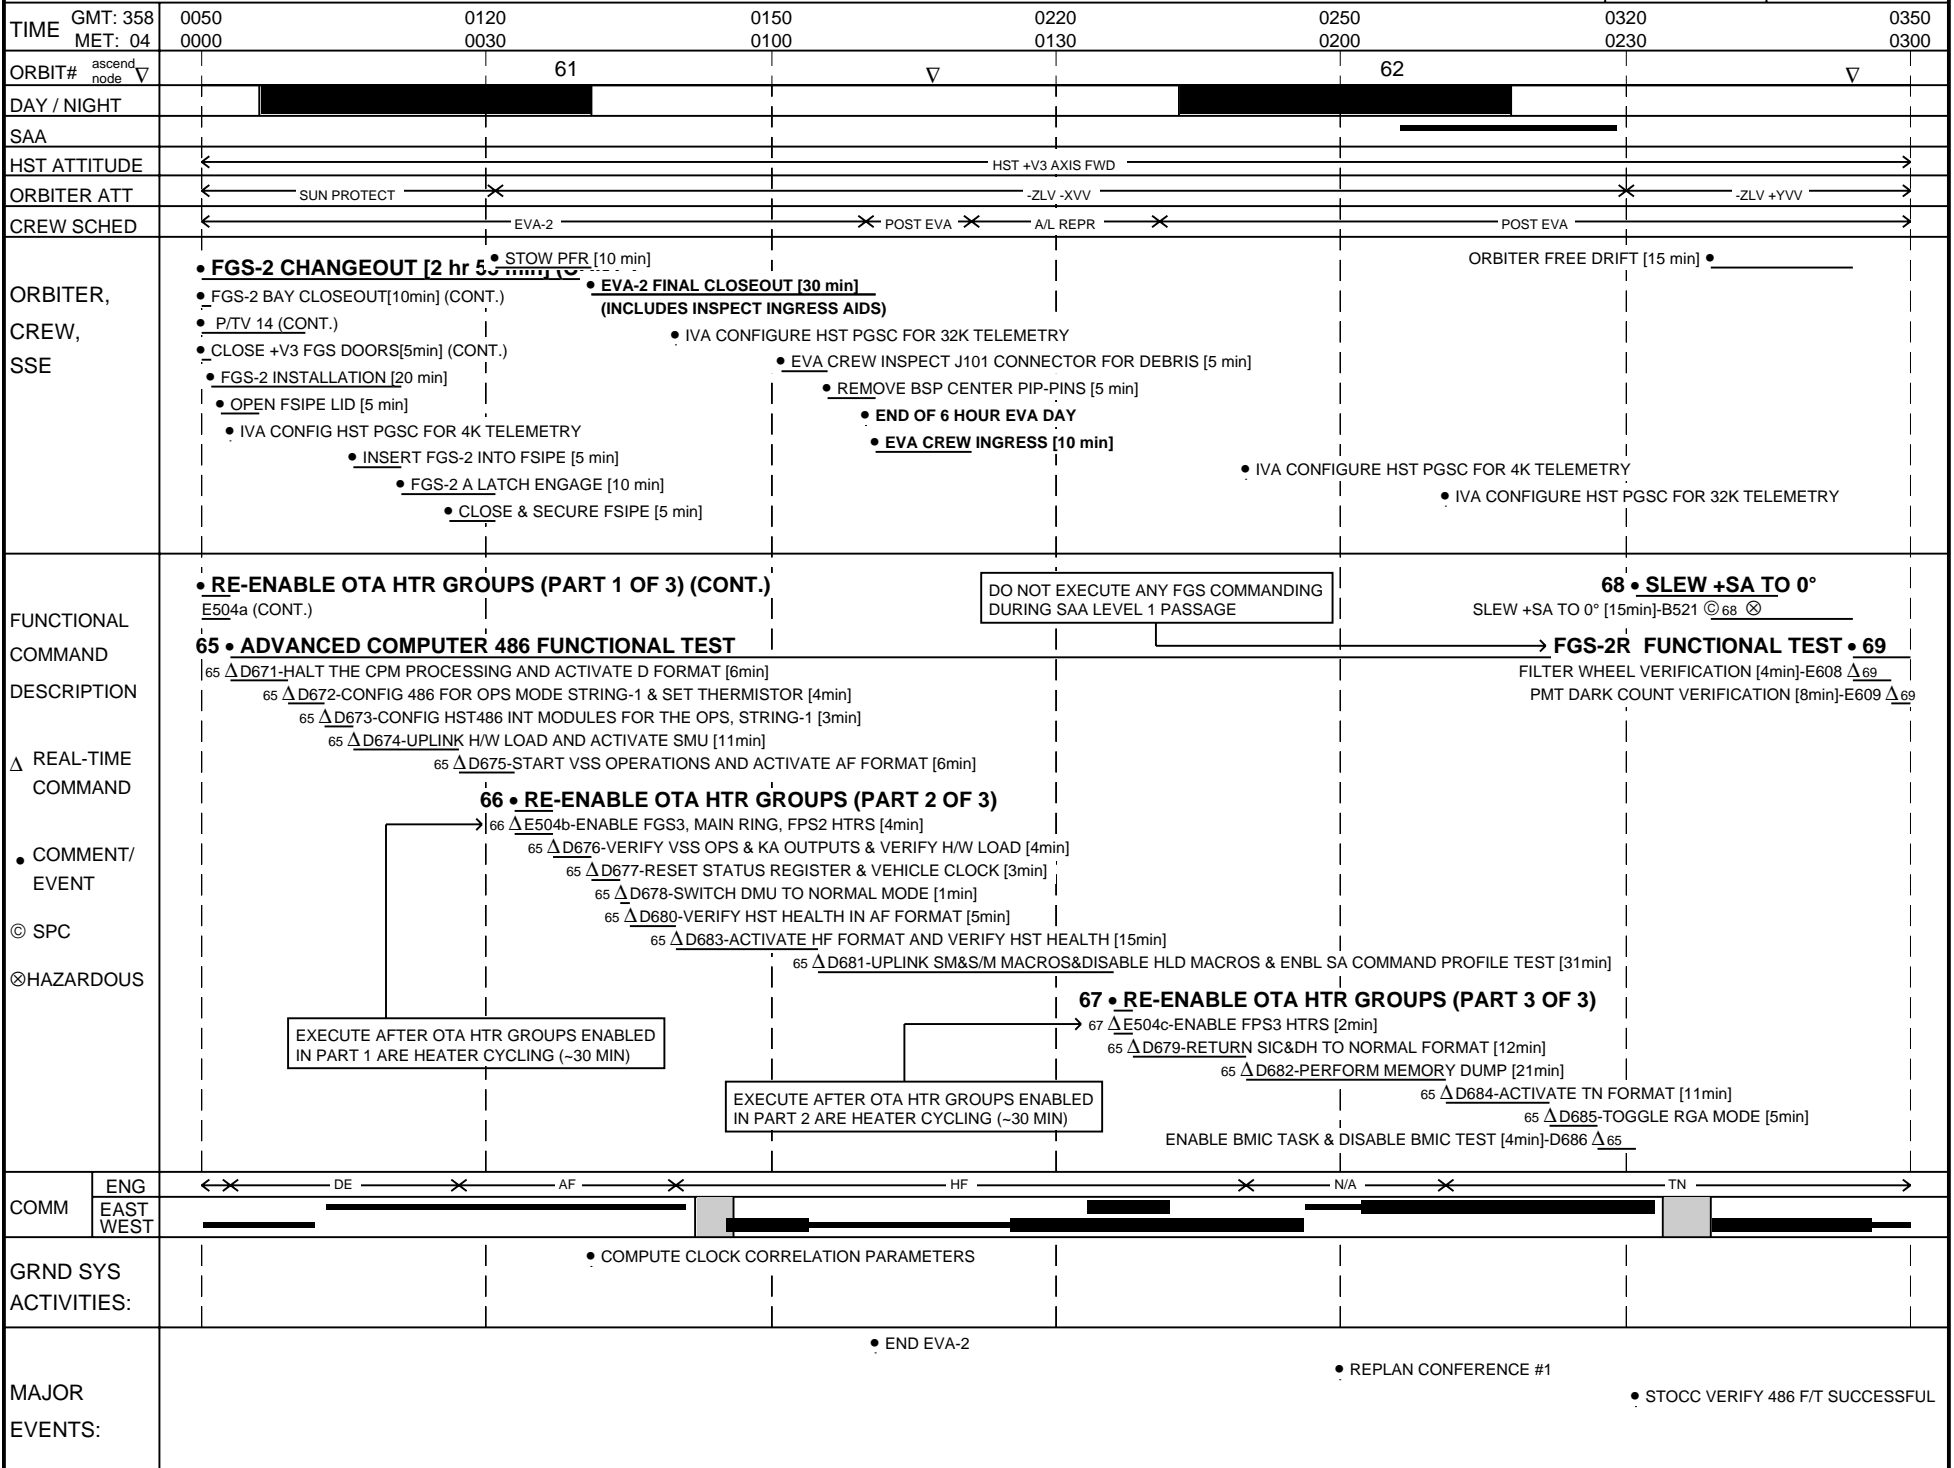 TIME GMT: 358 0050 0120 0150 0220 0250 0320 0350
MET: 04 0000 0030 0100 0130 0200 0230 0300
ORBIT# ascend node ∇ 61 ∇ 62 ∇
DAY / NIGHT
SAA
HST ATTITUDE HST +V3 AXIS FWD
ORBITER ATT SUN PROTECT -ZLV -XVV -ZLV +YVV
CREW SCHED EVA-2 POST EVA A/L REPR POST EVA
ORBITER,
CREW,
SSE
• STOW PFR [10 min]
ORBITER FREE DRIFT [15 min] •
• FGS-2 CHANGEOUT [2 hr 5
• EVA-2 FINAL CLOSEOUT [30 min]
(INCLUDES INSPECT INGRESS AIDS)
• FGS-2 BAY CLOSEOUT[10min] (CONT.)
• P/TV 14 (CONT.)
• IVA CONFIGURE HST PGSC FOR 32K TELEMETRY
• CLOSE +V3 FGS DOORS[5min] (CONT.)
• EVA CREW INSPECT J101 CONNECTOR FOR DEBRIS [5 min]
• FGS-2 INSTALLATION [20 min]
• REMOVE BSP CENTER PIP-PINS [5 min]
• OPEN FSIPE LID [5 min]
• END OF 6 HOUR EVA DAY
• IVA CONFIG HST PGSC FOR 4K TELEMETRY
• EVA CREW INGRESS [10 min]
• INSERT FGS-2 INTO FSIPE [5 min]
• IVA CONFIGURE HST PGSC FOR 4K TELEMETRY
• FGS-2 A LATCH ENGAGE [10 min]
• IVA CONFIGURE HST PGSC FOR 32K TELEMETRY
• CLOSE & SECURE FSIPE [5 min]
FUNCTIONAL
COMMAND
DESCRIPTION
Δ REAL-TIME
COMMAND
• COMMENT/
EVENT
© SPC
⊗HAZARDOUS
• RE-ENABLE OTA HTR GROUPS (PART 1 OF 3) (CONT.)
E504a (CONT.)
DO NOT EXECUTE ANY FGS COMMANDING
DURING SAA LEVEL 1 PASSAGE
68 • SLEW +SA TO 0°
SLEW +SA TO 0° [15min]-B521 © 68 ⊗
65 • ADVANCED COMPUTER 486 FUNCTIONAL TEST
FGS-2R FUNCTIONAL TEST • 69
65 Δ D671-HALT THE CPM PROCESSING AND ACTIVATE D FORMAT [6min]
FILTER WHEEL VERIFICATION [4min]-E608 Δ 69
65 Δ D672-CONFIG 486 FOR OPS MODE STRING-1 & SET THERMISTOR [4min]
PMT DARK COUNT VERIFICATION [8min]-E609 Δ 69
65 Δ D673-CONFIG HST486 INT MODULES FOR THE OPS, STRING-1 [3min]
65 Δ D674-UPLINK H/W LOAD AND ACTIVATE SMU [11min]
65 Δ D675-START VSS OPERATIONS AND ACTIVATE AF FORMAT [6min]
66 • RE-ENABLE OTA HTR GROUPS (PART 2 OF 3)
66 Δ E504b-ENABLE FGS3, MAIN RING, FPS2 HTRS [4min]
65 Δ D676-VERIFY VSS OPS & KA OUTPUTS & VERIFY H/W LOAD [4min]
65 Δ D677-RESET STATUS REGISTER & VEHICLE CLOCK [3min]
65 Δ D678-SWITCH DMU TO NORMAL MODE [1min]
65 Δ D680-VERIFY HST HEALTH IN AF FORMAT [5min]
65 Δ D683-ACTIVATE HF FORMAT AND VERIFY HST HEALTH [15min]
65 Δ D681-UPLINK SM&S/M MACROS&DISABLE HLD MACROS & ENBL SA COMMAND PROFILE TEST [31min]
67 • RE-ENABLE OTA HTR GROUPS (PART 3 OF 3)
67 Δ E504c-ENABLE FPS3 HTRS [2min]
EXECUTE AFTER OTA HTR GROUPS ENABLED
IN PART 1 ARE HEATER CYCLING (~30 MIN)
65 Δ D679-RETURN SIC&DH TO NORMAL FORMAT [12min]
65 Δ D682-PERFORM MEMORY DUMP [21min]
EXECUTE AFTER OTA HTR GROUPS ENABLED
IN PART 2 ARE HEATER CYCLING (~30 MIN)
65 Δ D684-ACTIVATE TN FORMAT [11min]
65 Δ D685-TOGGLE RGA MODE [5min]
ENABLE BMIC TASK & DISABLE BMIC TEST [4min]-D686 Δ 65
COMM ENG DE AF HF N/A TN
EAST
WEST
GRND SYS
ACTIVITIES:
• COMPUTE CLOCK CORRELATION PARAMETERS
MAJOR
EVENTS:
• END EVA-2
• REPLAN CONFERENCE #1
• STOCC VERIFY 486 F/T SUCCESSFUL